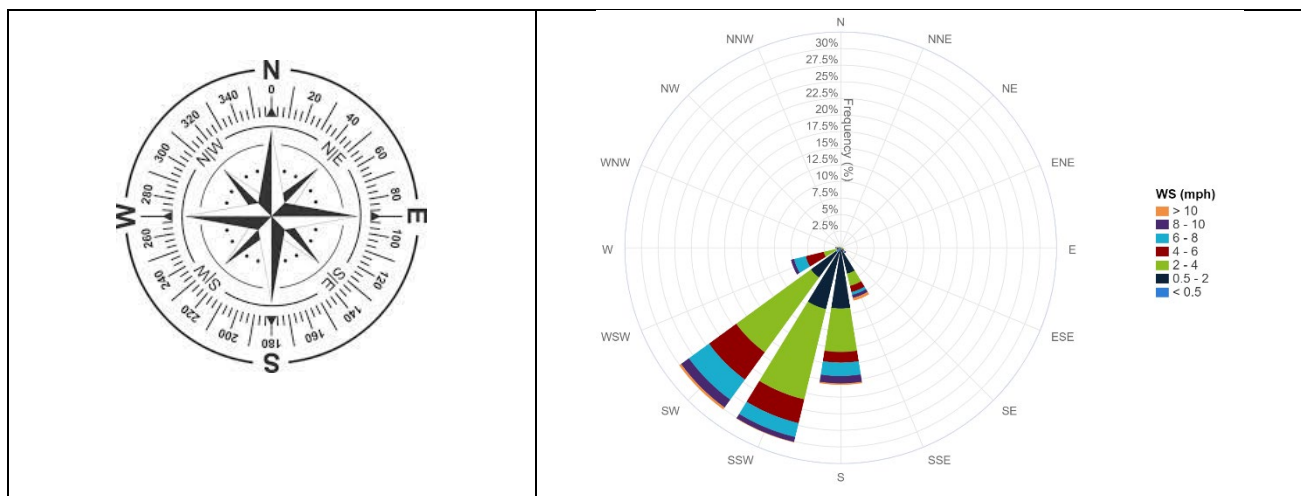 N
0
20
40
60
80
E
100
120
140
160
180
S
200
220
240
260
W
280
300
320
340
N|W
N|E
S|W
S|E
N
NNE
NE
ENE
E
ESE
SE
SSE
S
SSW
SW
WSW
W
WNW
NW
NNW
30%
27.5%
25%
22.5%
20%
17.5%
15%
12.5%
10%
7.5%
5%
2.5%
Frequency (%)
WS (mph)
> 10
8 - 10
6 - 8
4 - 6
2 - 4
0.5 - 2
< 0.5